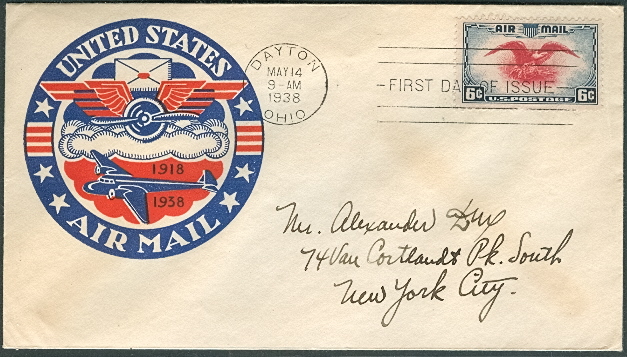 UNITED STATES
1918
1938
AIR MAIL
DAYTON
MAY 14
9-AM
1938
OHIO
FIRST DAY OF ISSUE
AIR MAIL
6¢ U.S. POSTAGE 6¢
Mr. Alexander
74 Van Cortlandt Pk. South
New York City.